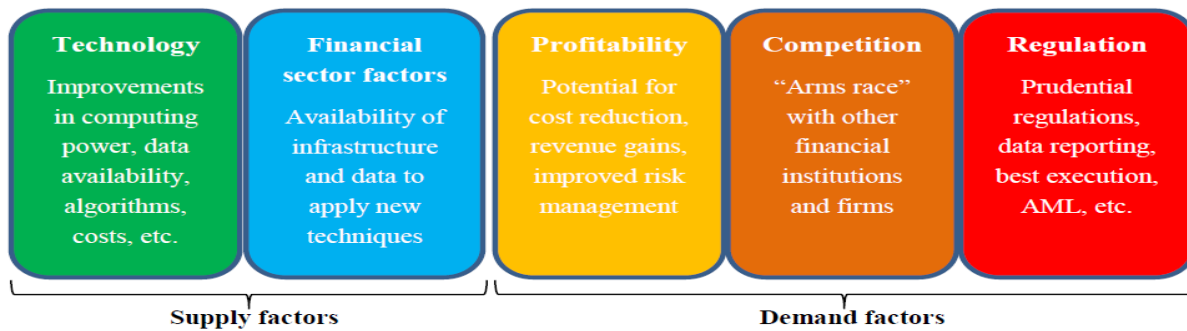 Technology
Improvements
in computing
power, data
availability,
algorithms,
costs, etc.
Financial
sector factors
Availability of
infrastructure
and data to
apply new
techniques
Profitability
Potential for
cost reduction,
revenue gains,
improved risk
management
Competition
“Arms race”
with other
financial
institutions
and firms
Regulation
Prudential
regulations,
data reporting,
best execution,
AML, etc.
Supply factors
Demand factors